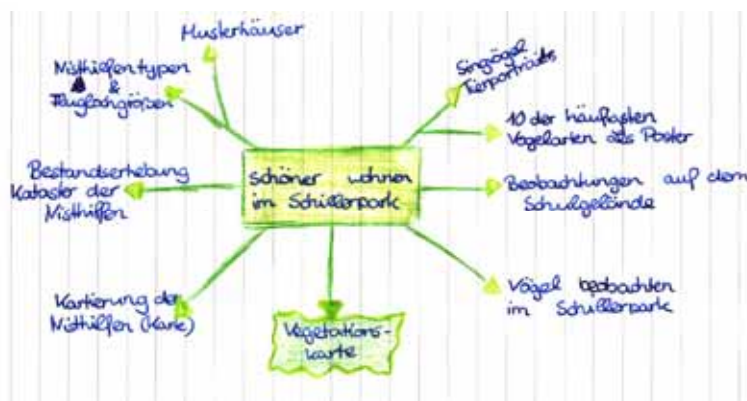 Musterhäuser
Nisthilfentypen
&
Fluglochgrößen
Singvögel
Tierportraits
10 der häufigsten
Vogelarten als Poster
Bestandserhebung
Kataster der
Nisthilfen
schöner wohnen
im Schillerpark
Beobachtungen auf dem
Schulgelände
Kartierung der
Nisthilfen (Karte)
Vegetations-
karte
Vögel beobachten
im Schillerpark